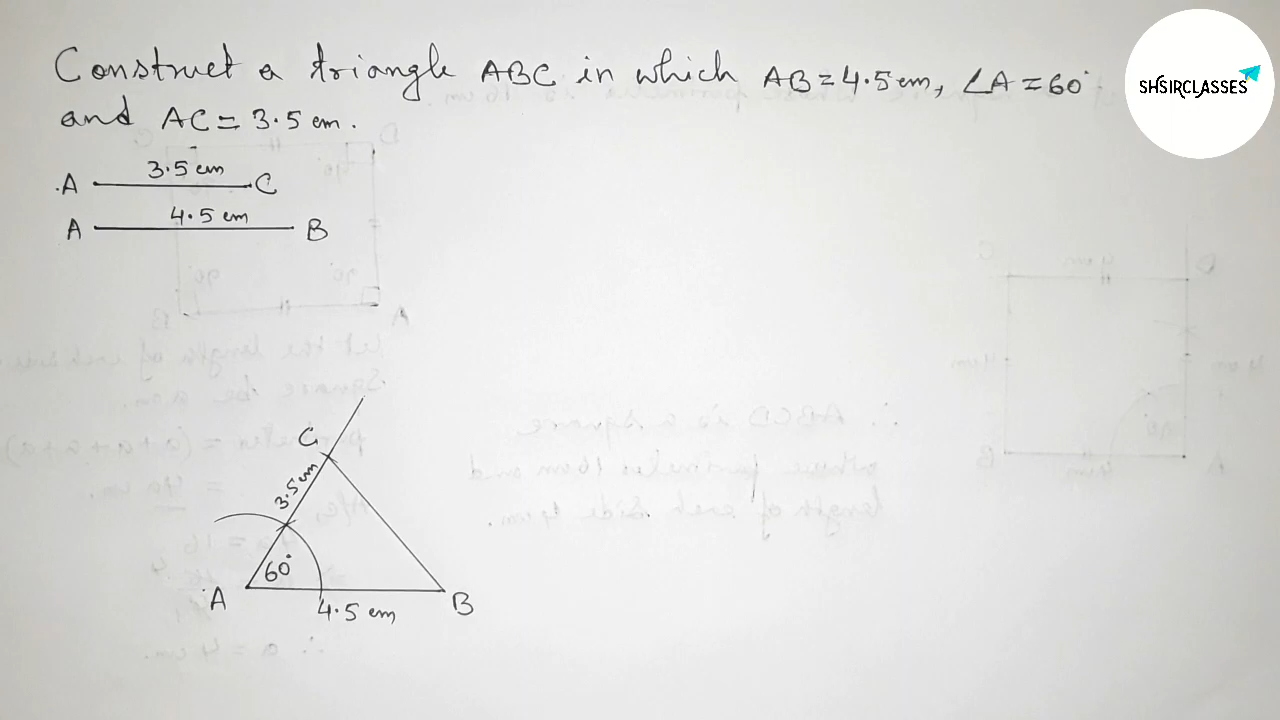 Construct a triangle ABC in which AB = 4.5 cm, ∠A = 60°
and AC = 3.5 cm.
SHSIRCLASSES
A 3.5 cm C
A 4.5 cm B
C
3.5 cm
60°
A 4.5 cm B